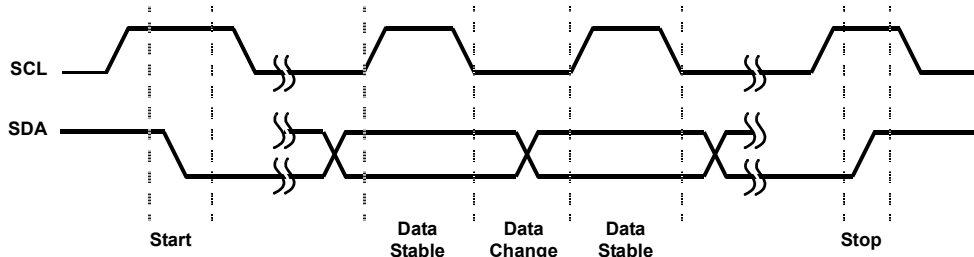 SCL
SDA
Start
Data
Stable
Data
Change
Data
Stable
Stop